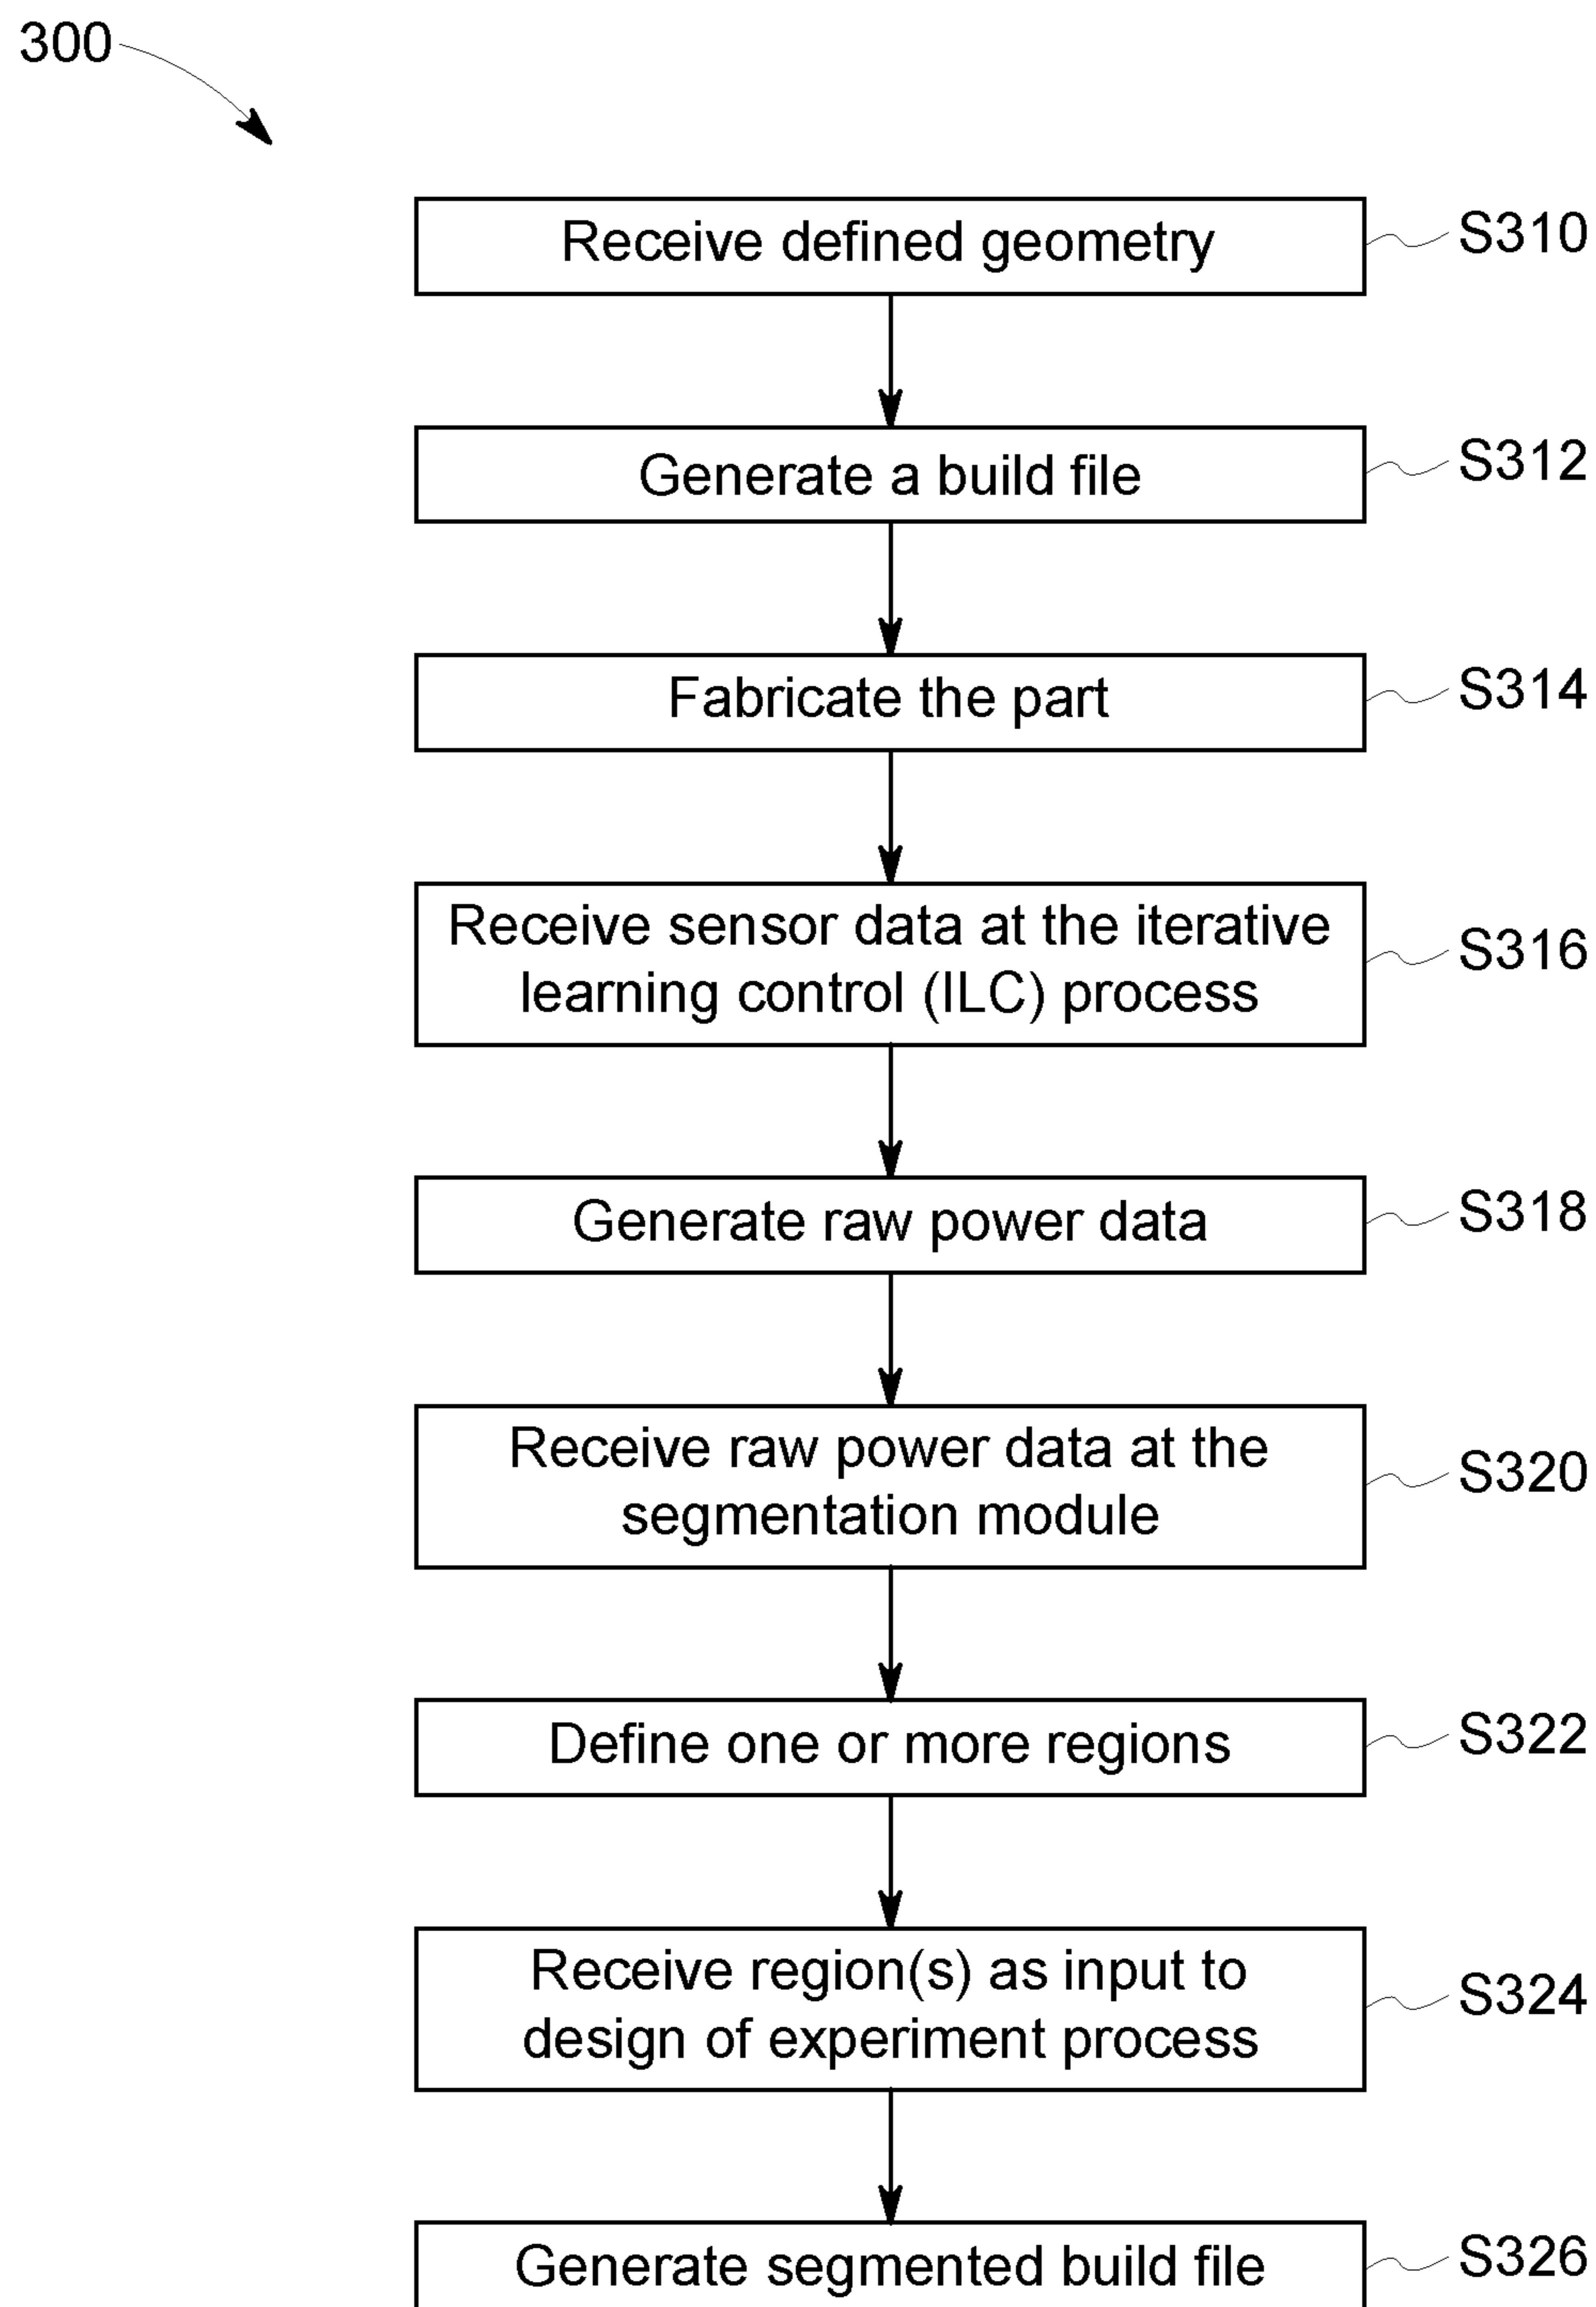 300
Receive defined geometry
S310
Generate a build file
S312
Fabricate the part
S314
Receive sensor data at the iterative
learning control (ILC) process
S316
Generate raw power data
S318
Receive raw power data at the
segmentation module
S320
Define one or more regions
S322
Receive region(s) as input to
design of experiment process
S324
Generate segmented build file
S326